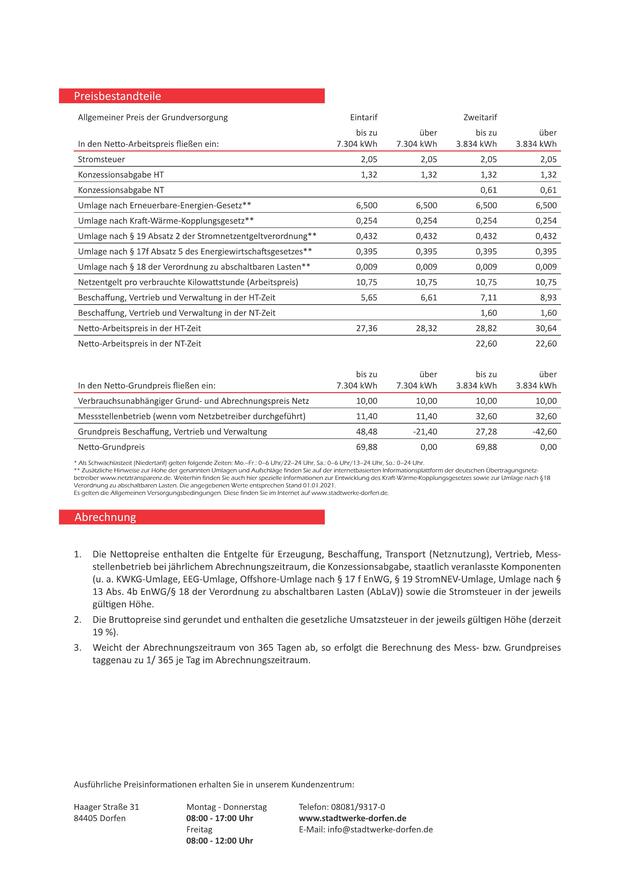 Preisbestandteile
Allgemeiner Preis der Grundversorgung Eintarif Zweitarif
bis zu über bis zu über
In den Netto-Arbeitspreis fließen ein: 7.304 kWh 7.304 kWh 3.834 kWh 3.834 kWh
Stromsteuer 2,05 2,05 2,05 2,05
Konzessionsabgabe HT 1,32 1,32 1,32 1,32
Konzessionsabgabe NT 0,61 0,61
Umlage nach Erneuerbare-Energien-Gesetz** 6,500 6,500 6,500 6,500
Umlage nach Kraft-Wärme-Kopplungsgesetz** 0,254 0,254 0,254 0,254
Umlage nach § 19 Absatz 2 der Stromnetzentgeltverordnung** 0,432 0,432 0,432 0,432
Umlage nach § 17f Absatz 5 des Energiewirtschaftsgesetzes** 0,395 0,395 0,395 0,395
Umlage nach § 18 der Verordnung zu abschaltbaren Lasten** 0,009 0,009 0,009 0,009
Netzentgelt pro verbrauchte Kilowattstunde (Arbeitspreis) 10,75 10,75 10,75 10,75
Beschaffung, Vertrieb und Verwaltung in der HT-Zeit 5,65 6,61 7,11 8,93
Beschaffung, Vertrieb und Verwaltung in der NT-Zeit 1,60 1,60
Netto-Arbeitspreis in der HT-Zeit 27,36 28,32 28,82 30,64
Netto-Arbeitspreis in der NT-Zeit 22,60 22,60
bis zu über bis zu über
In den Netto-Grundpreis fließen ein: 7.304 kWh 7.304 kWh 3.834 kWh 3.834 kWh
Verbrauchsunabhängiger Grund- und Abrechnungspreis Netz 10,00 10,00 10,00 10,00
Messstellenbetrieb (wenn vom Netzbetreiber durchgeführt) 11,40 11,40 32,60 32,60
Grundpreis Beschaffung, Vertrieb und Verwaltung 48,48 -21,40 27,28 -42,60
Netto-Grundpreis 69,88 0,00 69,88 0,00
* Als Schwachlastzeit (Niedertarif) gelten folgende Zeiten: Mo.–Fr.: 0–6 Uhr/22–24 Uhr, Sa.: 0–6 Uhr/13–24 Uhr, So.: 0–24 Uhr.
** Zusätzliche Hinweise zur Höhe der genannten Umlagen und Aufschläge finden Sie auf der internetbasierten Informationsplattform der deutschen Übertragungsnetz-
betreiber www.netztransparenz.de. Weiterhin finden Sie auch hier spezielle Informationen zur Entwicklung des Kraft-Wärme-Kopplungsgesetzes sowie zur Umlage nach §18
Verordnung zu abschaltbaren Lasten. Die angegebenen Werte entsprechen Stand 01.01.2021.
Es gelten die Allgemeinen Versorgungsbedingungen. Diese finden Sie im Internet auf www.stadtwerke-dorfen.de.
Abrechnung
1. Die Nettopreise enthalten die Entgelte für Erzeugung, Beschaffung, Transport (Netznutzung), Vertrieb, Mess-
stellenbetrieb bei jährlichem Abrechnungszeitraum, die Konzessionsabgabe, staatlich veranlasste Komponenten
(u. a. KWKG-Umlage, EEG-Umlage, Offshore-Umlage nach § 17 f EnWG, § 19 StromNEV-Umlage, Umlage nach §
13 Abs. 4b EnWG/§ 18 der Verordnung zu abschaltbaren Lasten (AbLaV)) sowie die Stromsteuer in der jeweils
gültigen Höhe.
2. Die Bruttopreise sind gerundet und enthalten die gesetzliche Umsatzsteuer in der jeweils gültigen Höhe (derzeit
19 %).
3. Weicht der Abrechnungszeitraum von 365 Tagen ab, so erfolgt die Berechnung des Mess- bzw. Grundpreises
taggenau zu 1/ 365 je Tag im Abrechnungszeitraum.
Ausführliche Preisinformationen erhalten Sie in unserem Kundenzentrum:
Haager Straße 31 Montag - Donnerstag Telefon: 08081/9317-0
84405 Dorfen 08:00 - 17:00 Uhr www.stadtwerke-dorfen.de
Freitag E-Mail: info@stadtwerke-dorfen.de
08:00 - 12:00 Uhr